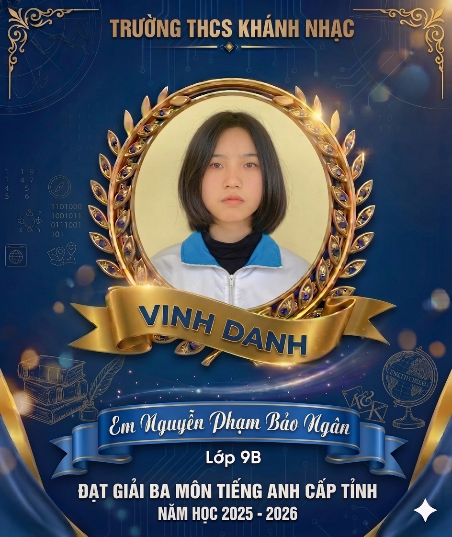 TRƯỜNG THCS KHÁNH NHẠC
VINH DANH
Em Nguyễn Phạm Bảo Ngân
Lớp 9B
ĐẠT GIẢI BA MÔN TIẾNG ANH CẤP TỈNH
NĂM HỌC 2025 - 2026